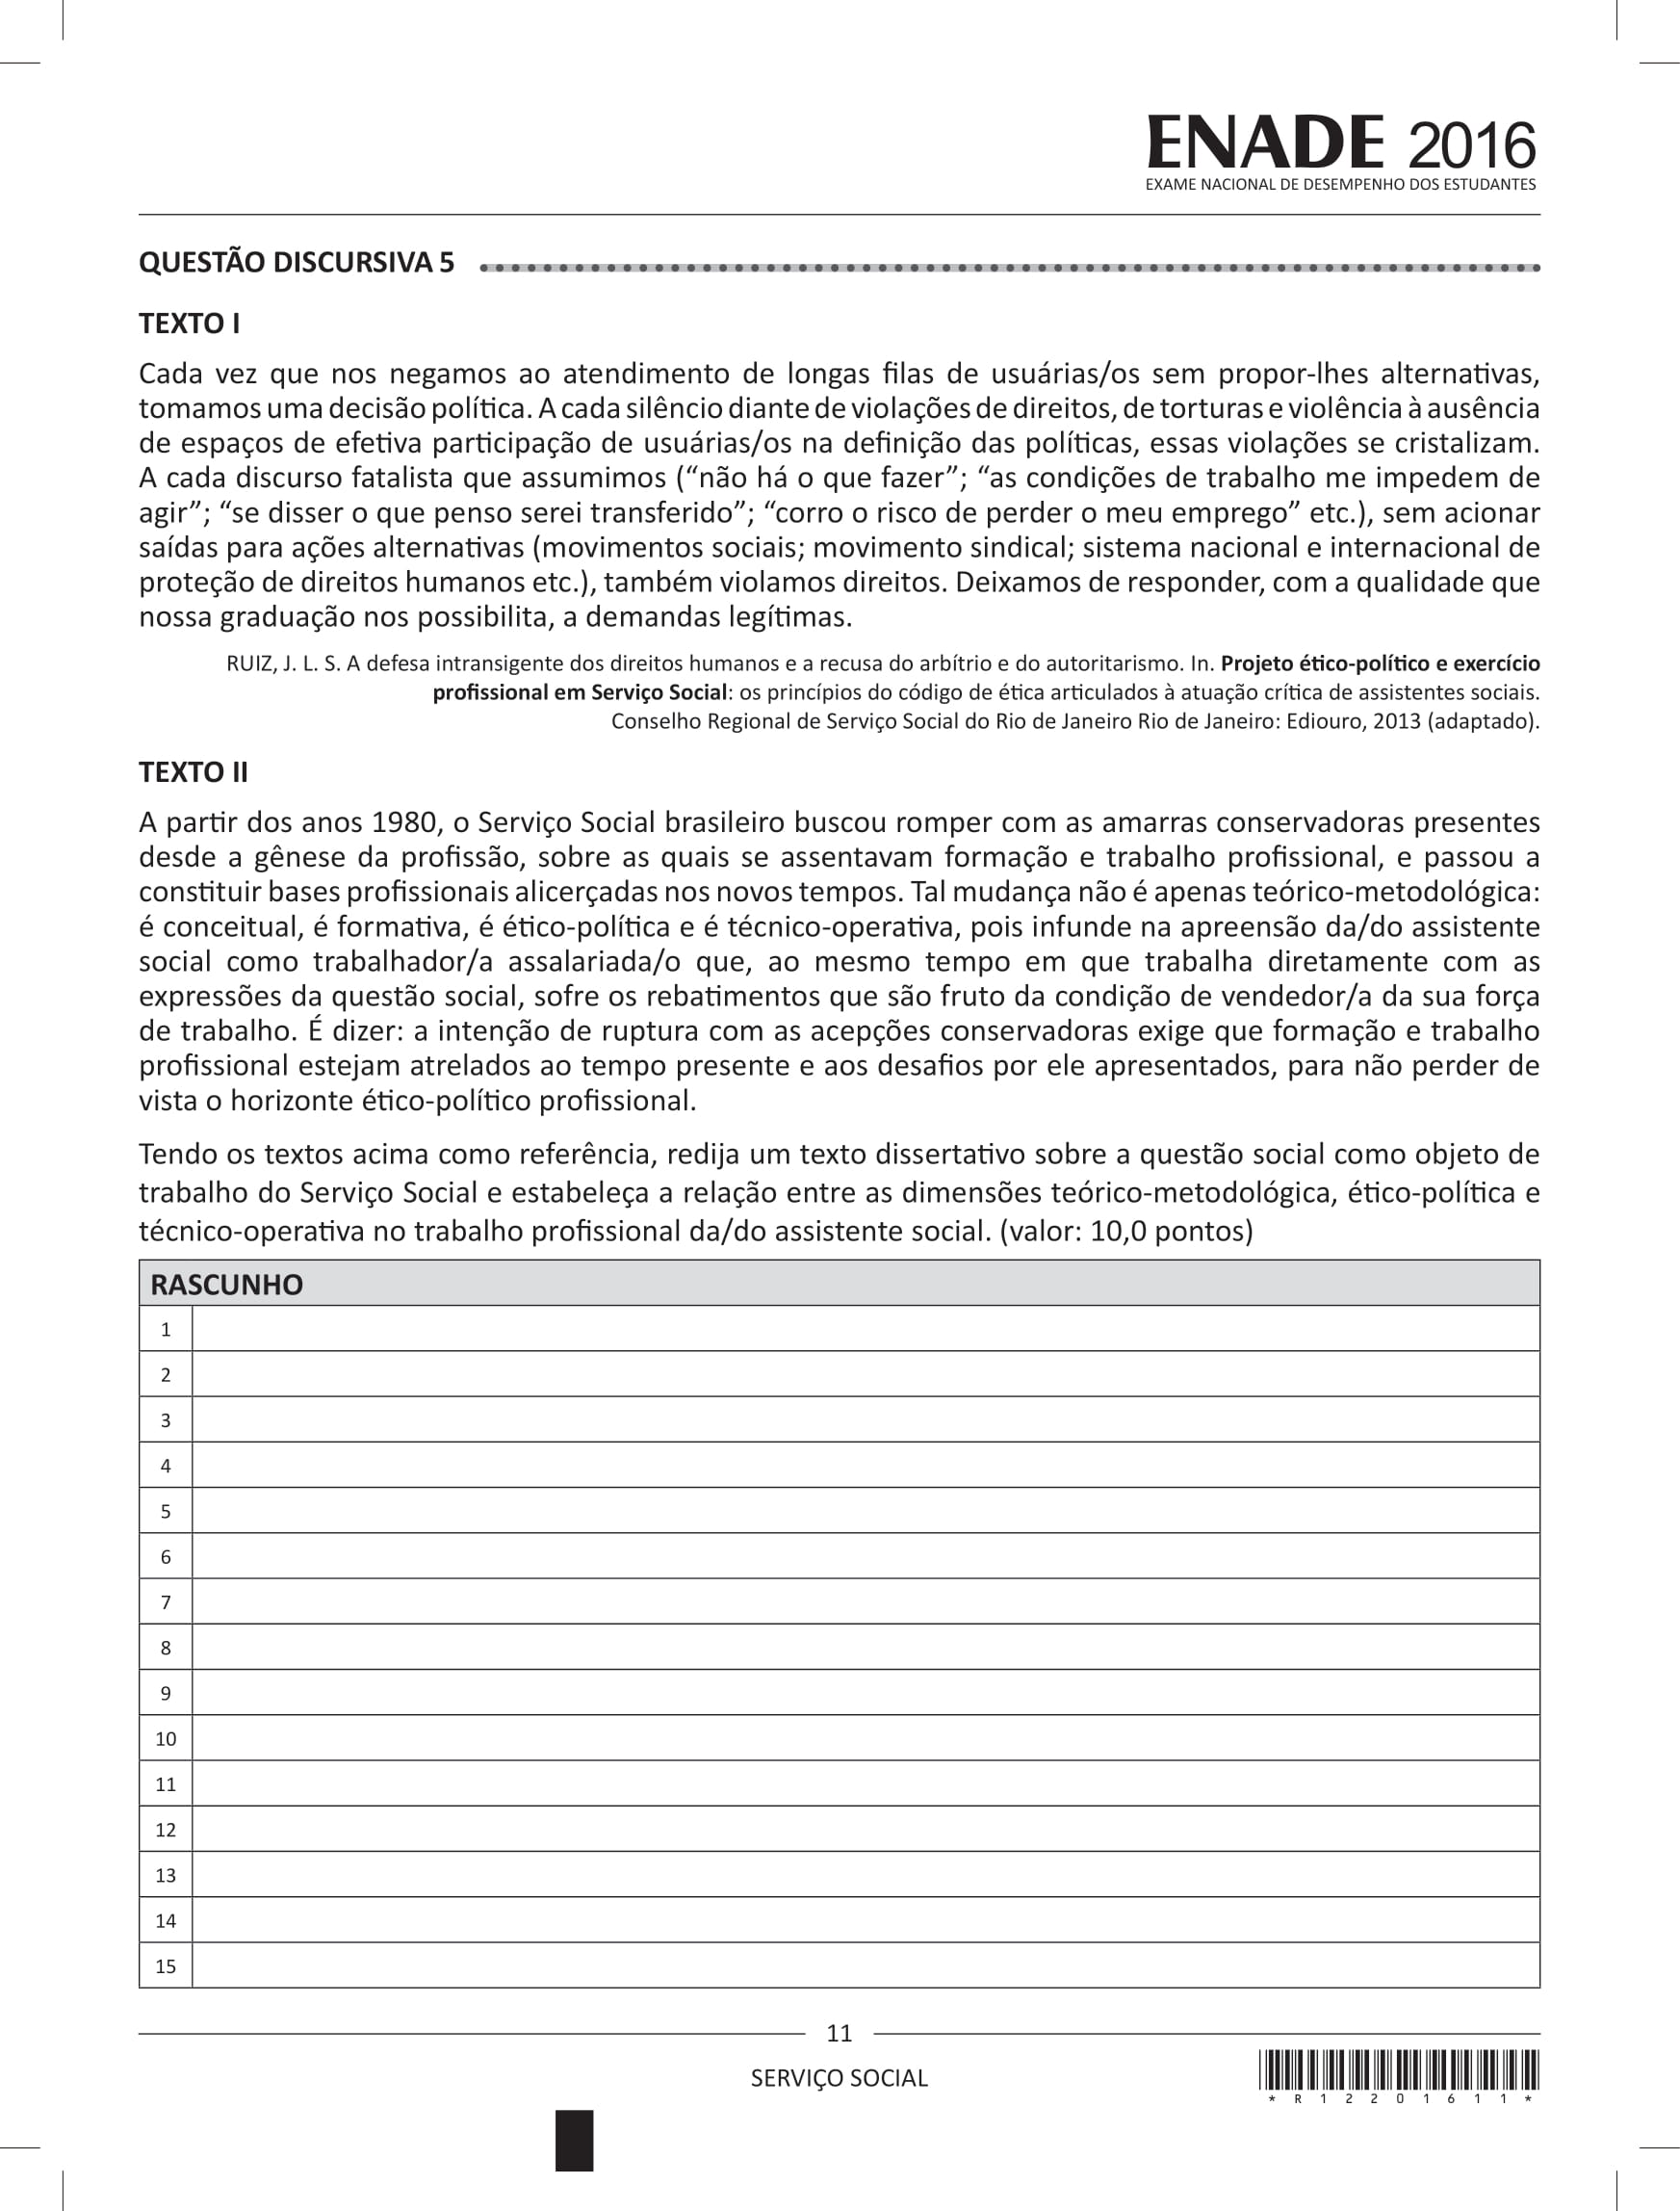 ENADE 2016
EXAME NACIONAL DE DESEMPENHO DOS ESTUDANTES
QUESTÃO DISCURSIVA 5
TEXTO I
Cada vez que nos negamos ao atendimento de longas filas de usuárias/os sem propor-lhes alternativas,
tomamos uma decisão política. A cada silêncio diante de violações de direitos, de torturas e violência à ausência
de espaços de efetiva participação de usuárias/os na definição das políticas, essas violações se cristalizam.
A cada discurso fatalista que assumimos (“não há o que fazer”; “as condições de trabalho me impedem de
agir”; “se disser o que penso serei transferido”; “corro o risco de perder o meu emprego” etc.), sem acionar
saídas para ações alternativas (movimentos sociais; movimento sindical; sistema nacional e internacional de
proteção de direitos humanos etc.), também violamos direitos. Deixamos de responder, com a qualidade que
nossa graduação nos possibilita, a demandas legítimas.
RUIZ, J. L. S. A defesa intransigente dos direitos humanos e a recusa do arbítrio e do autoritarismo. In. Projeto ético-político e exercício
profissional em Serviço Social: os princípios do código de ética articulados à atuação crítica de assistentes sociais.
Conselho Regional de Serviço Social do Rio de Janeiro Rio de Janeiro: Ediouro, 2013 (adaptado).
TEXTO II
A partir dos anos 1980, o Serviço Social brasileiro buscou romper com as amarras conservadoras presentes
desde a gênese da profissão, sobre as quais se assentavam formação e trabalho profissional, e passou a
constituir bases profissionais alicerçadas nos novos tempos. Tal mudança não é apenas teórico-metodológica:
é conceitual, é formativa, é ético-política e é técnico-operativa, pois infunde na apreensão da/do assistente
social como trabalhador/a assalariada/o que, ao mesmo tempo em que trabalha diretamente com as
expressões da questão social, sofre os rebatimentos que são fruto da condição de vendedor/a da sua força
de trabalho. É dizer: a intenção de ruptura com as acepções conservadoras exige que formação e trabalho
profissional estejam atrelados ao tempo presente e aos desafios por ele apresentados, para não perder de
vista o horizonte ético-político profissional.
Tendo os textos acima como referência, redija um texto dissertativo sobre a questão social como objeto de
trabalho do Serviço Social e estabeleça a relação entre as dimensões teórico-metodológica, ético-política e
técnico-operativa no trabalho profissional da/do assistente social. (valor: 10,0 pontos)
RASCUNHO
1
2
3
4
5
6
7
8
9
10
11
12
13
14
15
11
SERVIÇO SOCIAL
* R 1 2 2 0 1 6 1 1 *